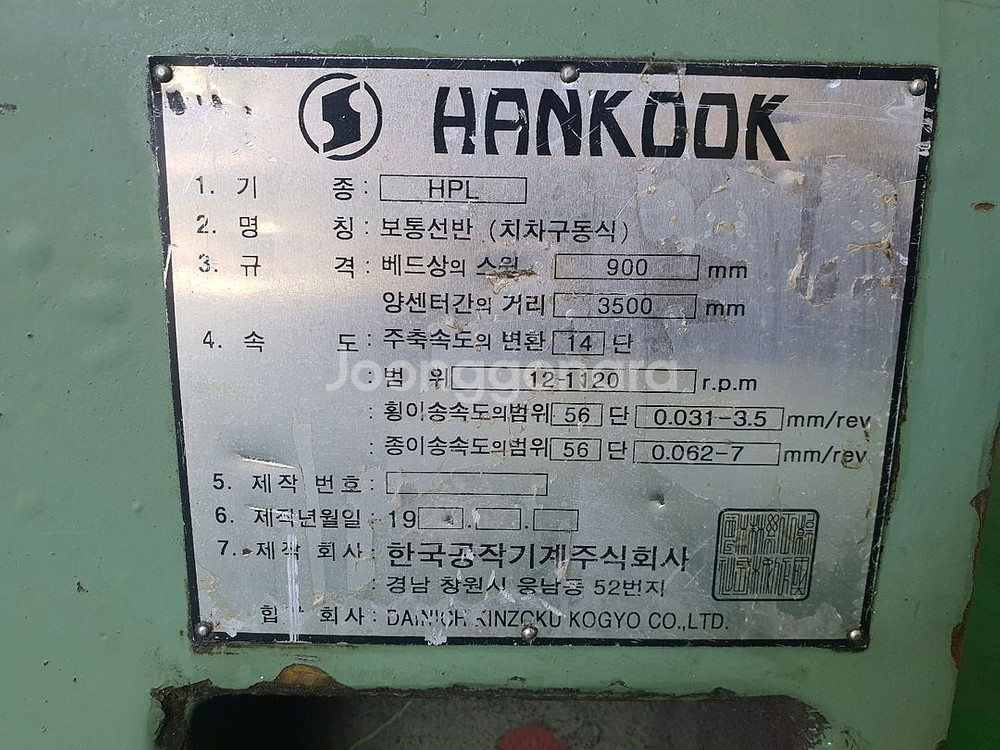 HANKOOK
1. 기 종 : HPL
2. 명 칭 : 보통선반 (치차구동식)
3. 규 격 : 베드상의 스윙 900 mm
양센터간의 거리 3500 mm
4. 속 도 : 주축속도의 변환 14 단
Joonggonara
: 범 위 12-1120 r.p.m
: 횡이송속도의범위 56 단 0.031-3.5 mm/rev
: 종이송속도의범위 56 단 0.062-7 mm/rev
5. 제작 번호 :
6. 제작년월일 : 19 . .
7. 제작 회사 : 한국공작기계주식회사
: 경남 창원시 웅남동 52번지
합 회사 : DAINICH KINZOKU KOGYO CO.,LTD.